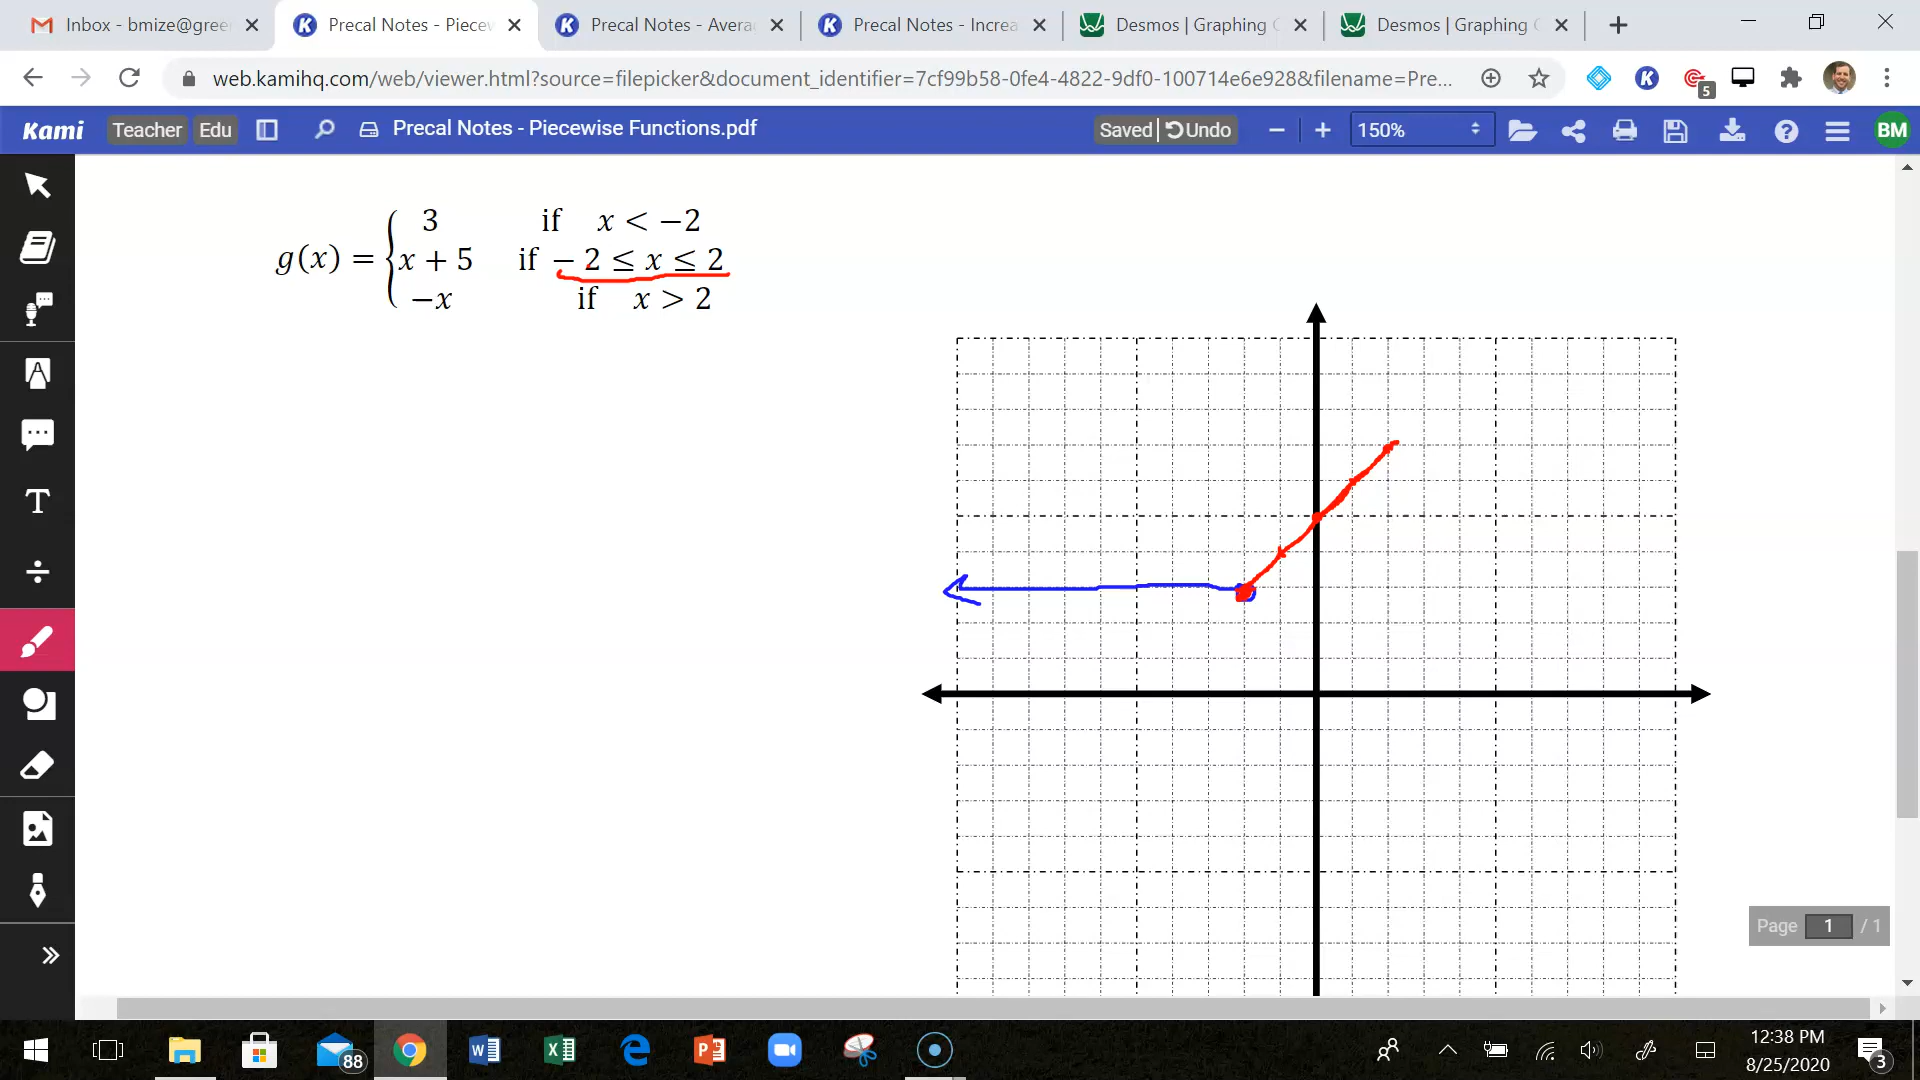 Inbox - bmize@gree
Precal Notes - Piecew
Precal Notes - Avera
Precal Notes - Increa
Desmos | Graphing C
Desmos | Graphing C
web.kamihq.com/web/viewer.html?source=filepicker&document_identifier=7cf99b58-0fe4-4822-9df0-100714e6e928&filename=Pre...
5
Kami Teacher Edu Precal Notes - Piecewise Functions.pdf Saved Undo 150% BM
3 if x < −2
g(x) = { x + 5 if − 2 ≤ x ≤ 2
−x if x > 2
Page 1 / 1
88
12:38 PM
8/25/2020
3